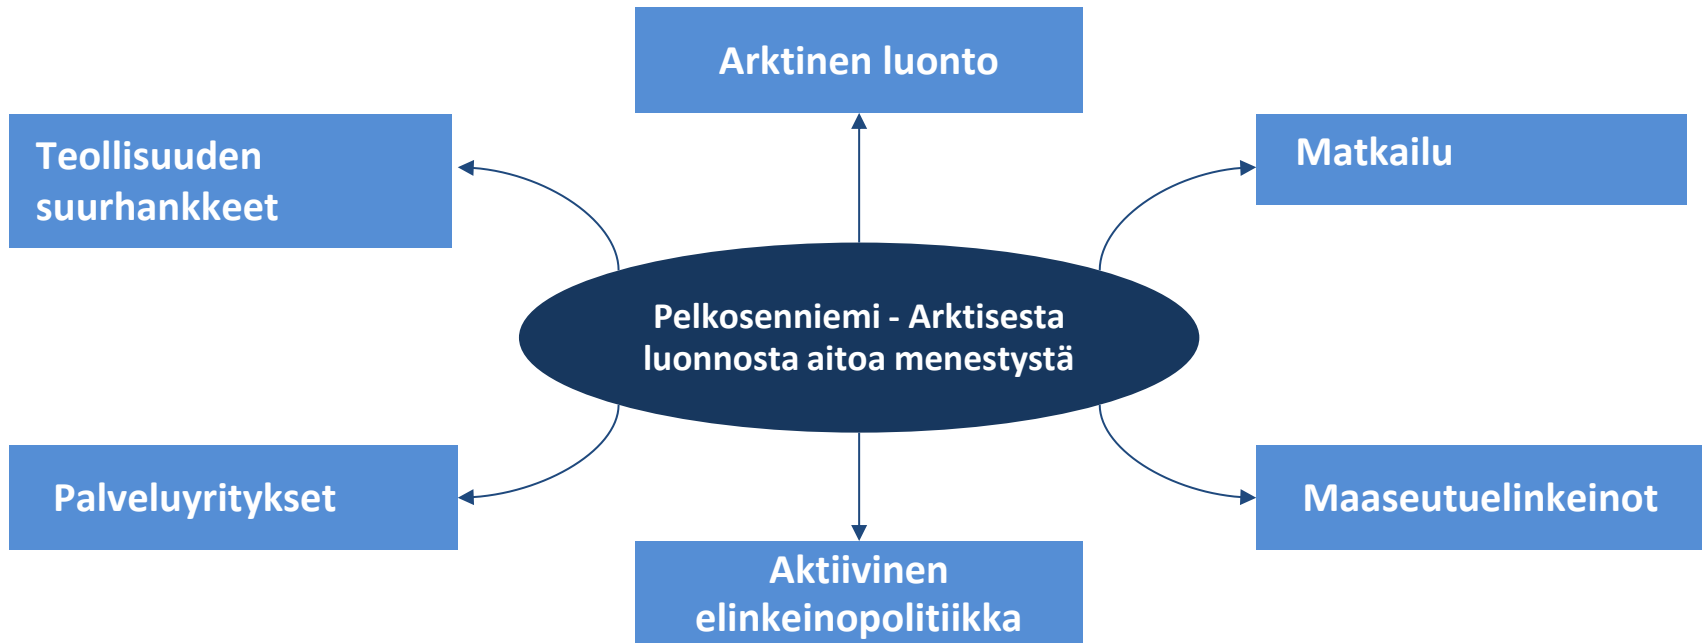 Arktinen luonto
Teollisuuden
suurhankkeet
Matkailu
Pelkosenniemi - Arktisesta
luonnosta aitoa menestystä
Palveluyritykset
Maaseutuelinkeinot
Aktiivinen
elinkeinopolitiikka